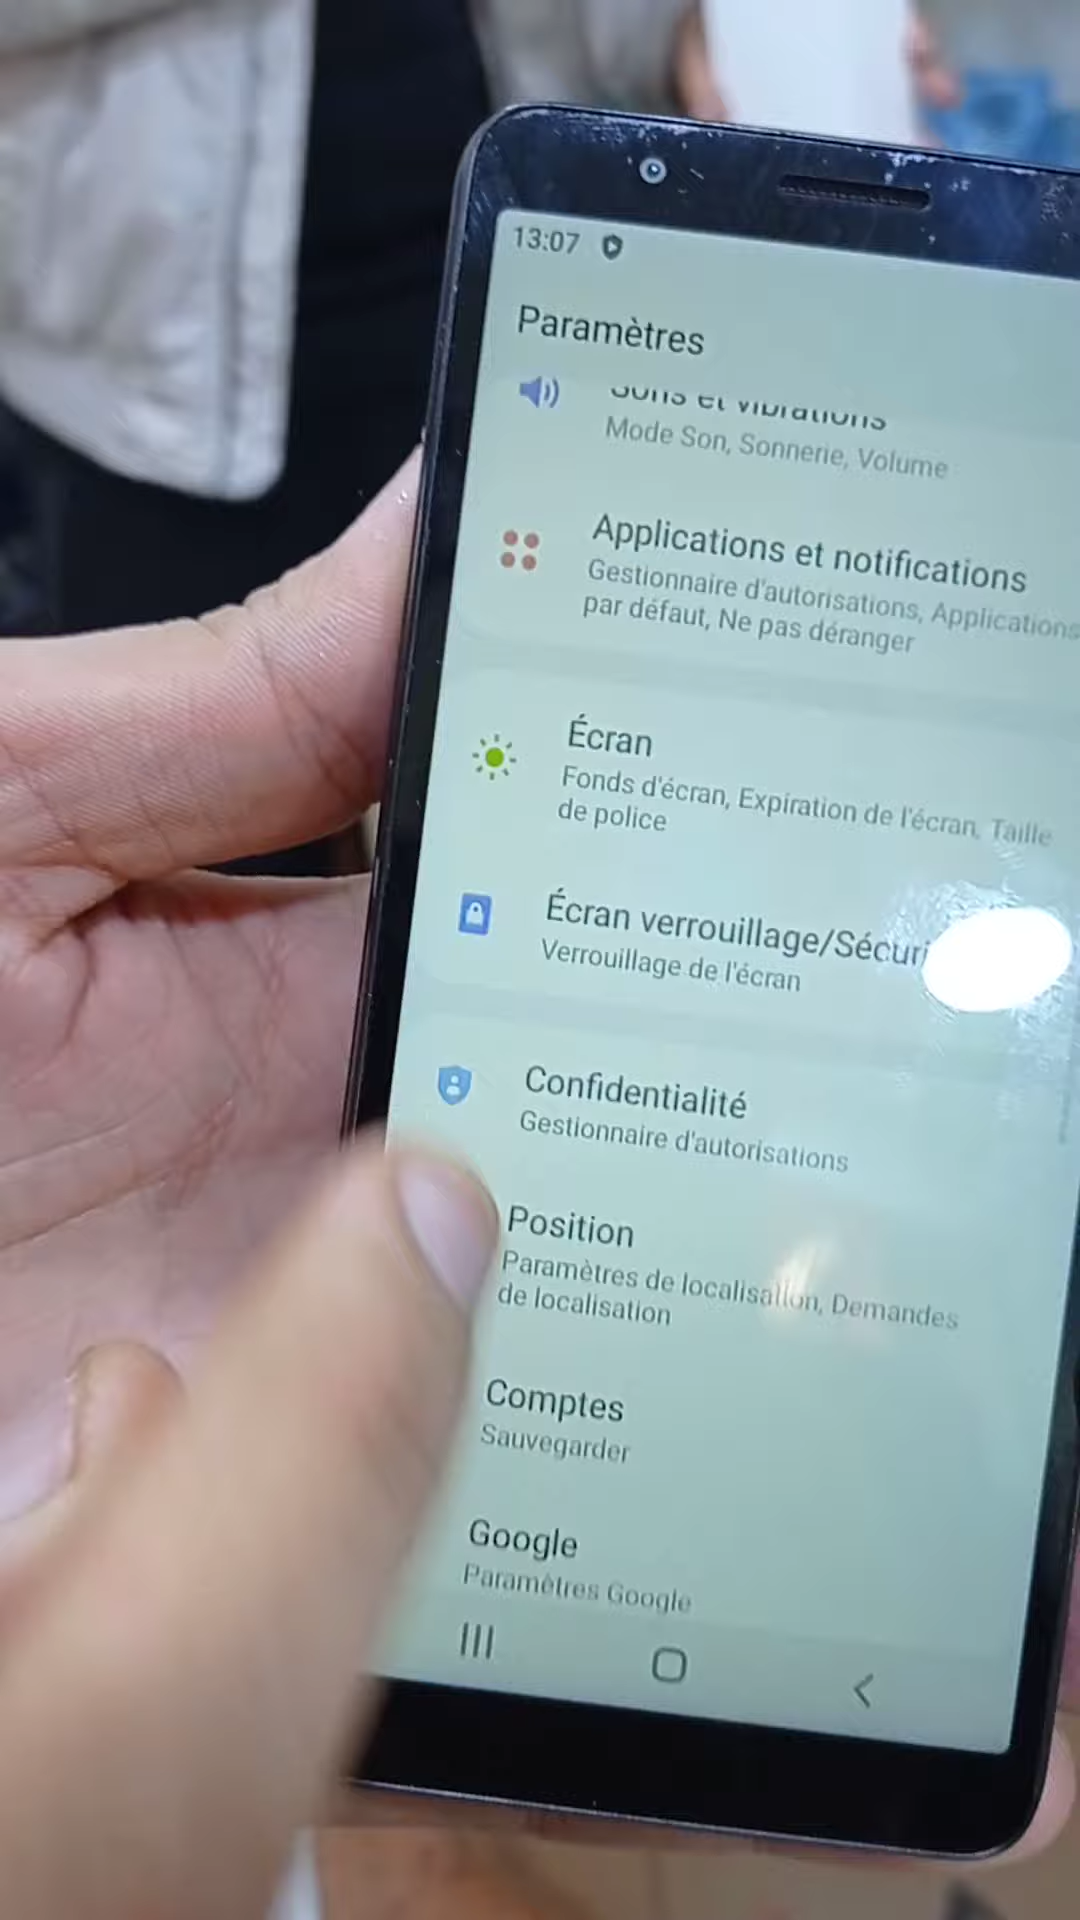 13:07
Paramètres
Sons et vibrations
Mode Son, Sonnerie, Volume
Applications et notifications
Gestionnaire d'autorisations, Applications
par défaut, Ne pas déranger
Écran
Fonds d'écran, Expiration de l'écran, Taille
de police
Écran verrouillage/Sécuri
Verrouillage de l'écran
Confidentialité
Gestionnaire d'autorisations
Position
Paramètres de localisation, Demandes
de localisation
Comptes
Sauvegarder
Google
Paramètres Google